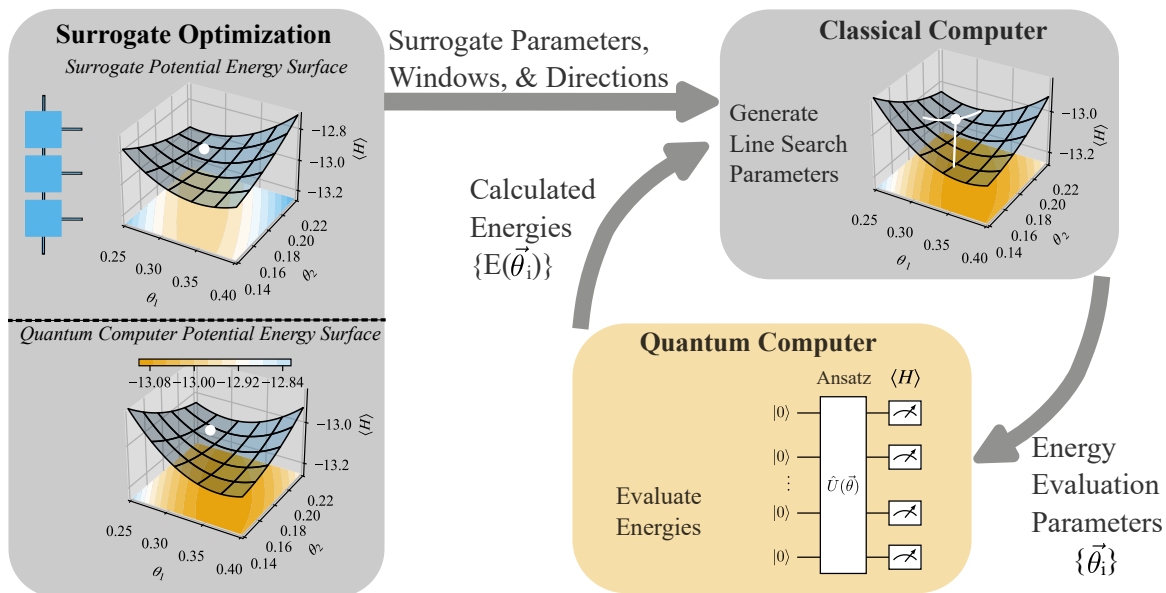 Surrogate Optimization
Surrogate Potential Energy Surface
−12.8
−13.0
−13.2
⟨H⟩
0.25
0.30
0.35
0.40
θ1
0.14
0.16
0.18
0.20
0.22
θ2
Quantum Computer Potential Energy Surface
−13.08 −13.00 −12.92 −12.84
−13.0
−13.2
⟨H⟩
0.25
0.30
0.35
0.40
θ1
0.14
0.16
0.18
0.20
0.22
θ2
Surrogate Parameters,
Windows, & Directions
Classical Computer
Generate
Line Search
Parameters
−13.0
−13.2
⟨H⟩
0.25
0.30
0.35
0.40
θ1
0.14
0.16
0.18
0.20
0.22
θ2
Calculated
Energies
{E(θ⃗i)}
Quantum Computer
Ansatz ⟨H⟩
|0⟩
|0⟩
⋮ ⋮
|0⟩
|0⟩
Û(θ⃗)
Evaluate
Energies
Energy
Evaluation
Parameters
{θ⃗i}